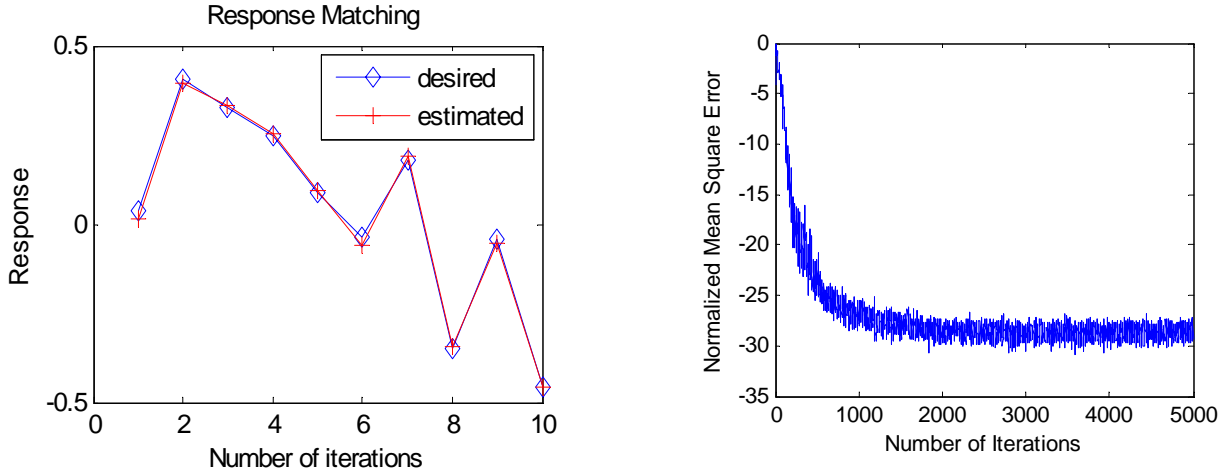 Response Matching
0.5
0
-0.5
Response
desired
estimated
0 2 4 6 8 10
Number of iterations
0
-5
-10
-15
-20
-25
-30
-35
Normalized Mean Square Error
0 1000 2000 3000 4000 5000
Number of Iterations